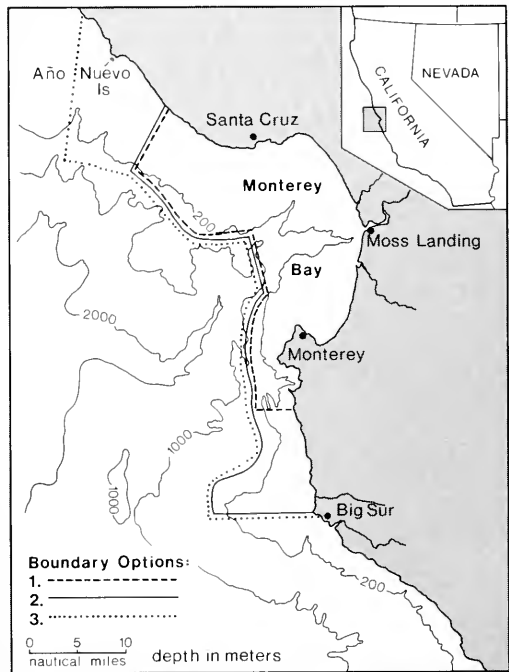 Año Nuevo
Is
Santa Cruz
CALIFORNIA
NEVADA
Monterey
200
Moss Landing
Bay
2000
Monterey
1000
1000
Big Sur
200
Boundary Options:
1.
2.
3.
0 5 10
nautical miles
depth in meters